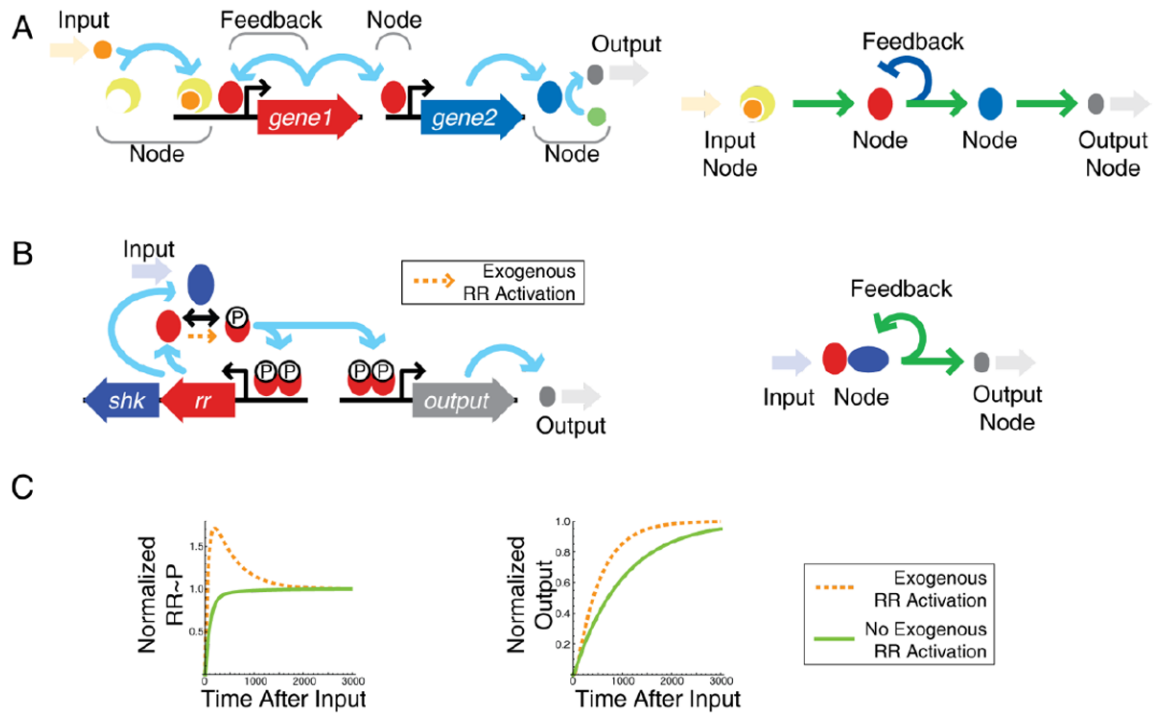 A
Input
Feedback
Node
Output
gene1
gene2
Node
Node
Feedback
Input
Node
Node
Node
Output
Node
B
Input
Exogenous
RR Activation
P
P P
P P
shk
rr
output
Output
Feedback
Input
Node
Output
Node
C
Normalized
RR~P
1.5
1.0
0.5
0
1000
2000
3000
Time After Input
Normalized
Output
1.0
0.8
0.6
0.4
0.2
0
1000
2000
3000
Time After Input
Exogenous
RR Activation
No Exogenous
RR Activation